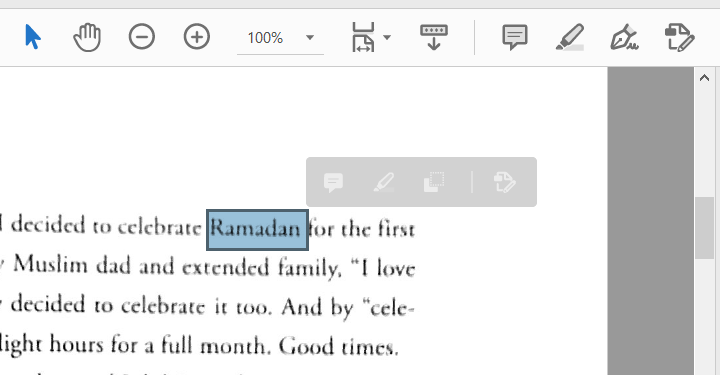 100%
I decided to celebrate Ramadan for the first
Muslim dad and extended family, “I love
decided to celebrate it too. And by “cele-
light hours for a full month. Good times.